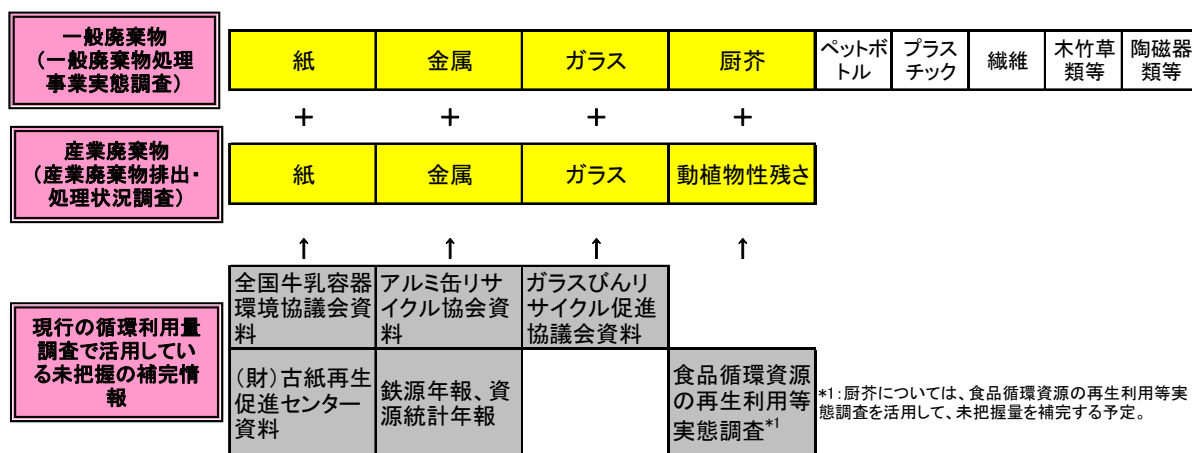 一般廃棄物
（一般廃棄物処理
事業実態調査）
紙
金属
ガラス
厨芥
ペットボ
トル
プラス
チック
繊維
木竹草
類等
陶磁器
類等
＋
＋
＋
＋
産業廃棄物
（産業廃棄物排出・
処理状況調査）
紙
金属
ガラス
動植物性残さ
↑
↑
↑
↑
現行の循環利用量
調査で活用してい
る未把握の補完情
報
全国牛乳容器
環境協議会資
料
アルミ缶リサ
イクル協会資
料
ガラスびんリ
サイクル促進
協議会資料
（財）古紙再生
促進センター
資料
鉄源年報、資
源統計年報
食品循環資源
の再生利用等
実態調査*1
*1：厨芥については、食品循環資源の再生利用等実
態調査を活用して、未把握量を補完する予定。